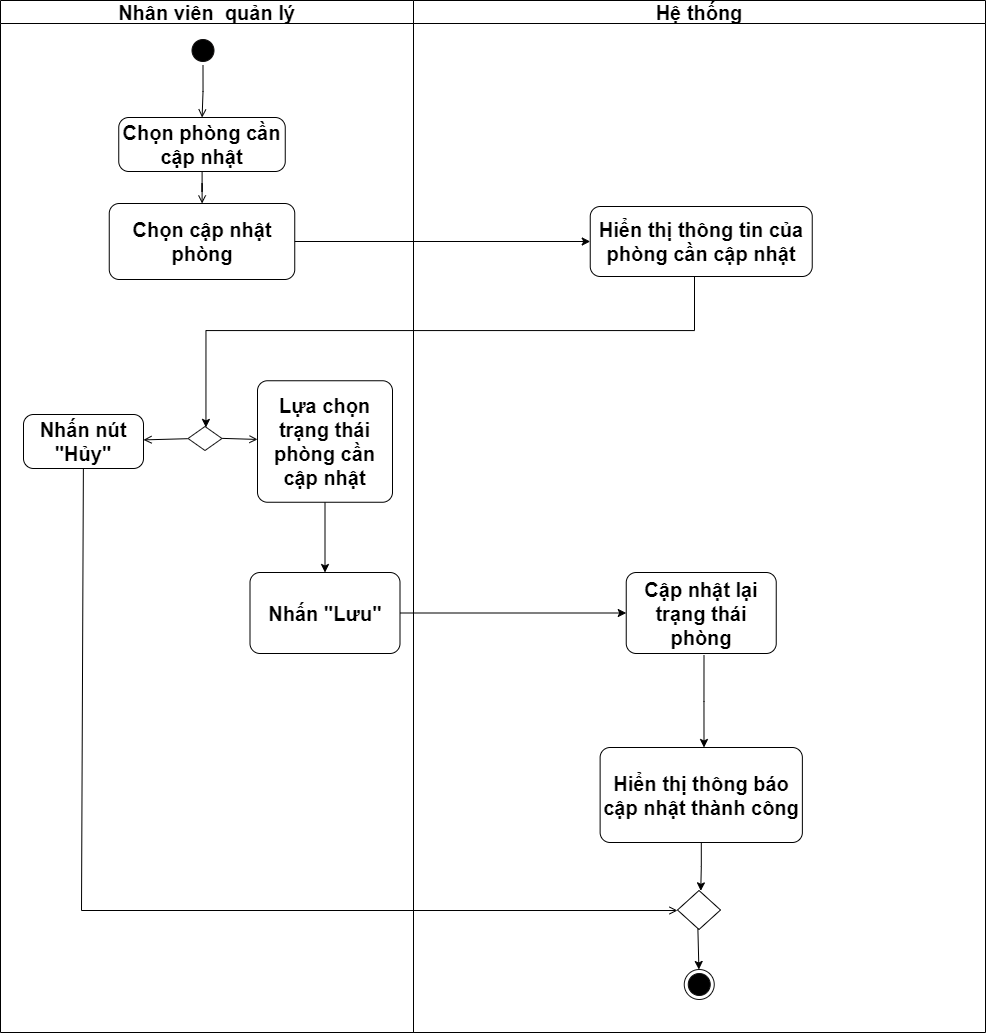 Nhân viên  quản lý
Hệ thống
Chọn phòng cần
cập nhật
Chọn cập nhật
phòng
Hiển thị thông tin của
phòng cần cập nhật
Nhấn nút
"Hủy"
Lựa chọn
trạng thái
phòng cần
cập nhật
Nhấn "Lưu"
Cập nhật lại
trạng thái
phòng
Hiển thị thông báo
cập nhật thành công